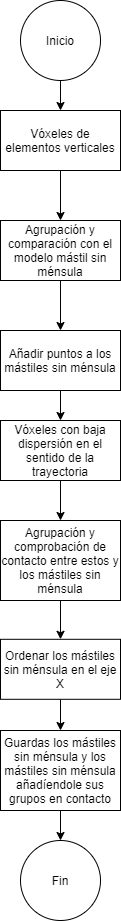 Inicio
Vóxeles de
elementos verticales
Agrupación y
comparación con el
modelo mástil sin
ménsula
Añadir puntos a los
mástiles sin ménsula
Vóxeles con baja
dispersión en el
sentido de la
trayectoria
Agrupación y
comprobación de
contacto entre estos y
los mástiles sin
ménsula
Ordenar los mástiles
sin ménsula en el eje
X
Guardas los mástiles
sin ménsula y los
mástiles sin ménsula
añadíendole sus
grupos en contacto
Fin